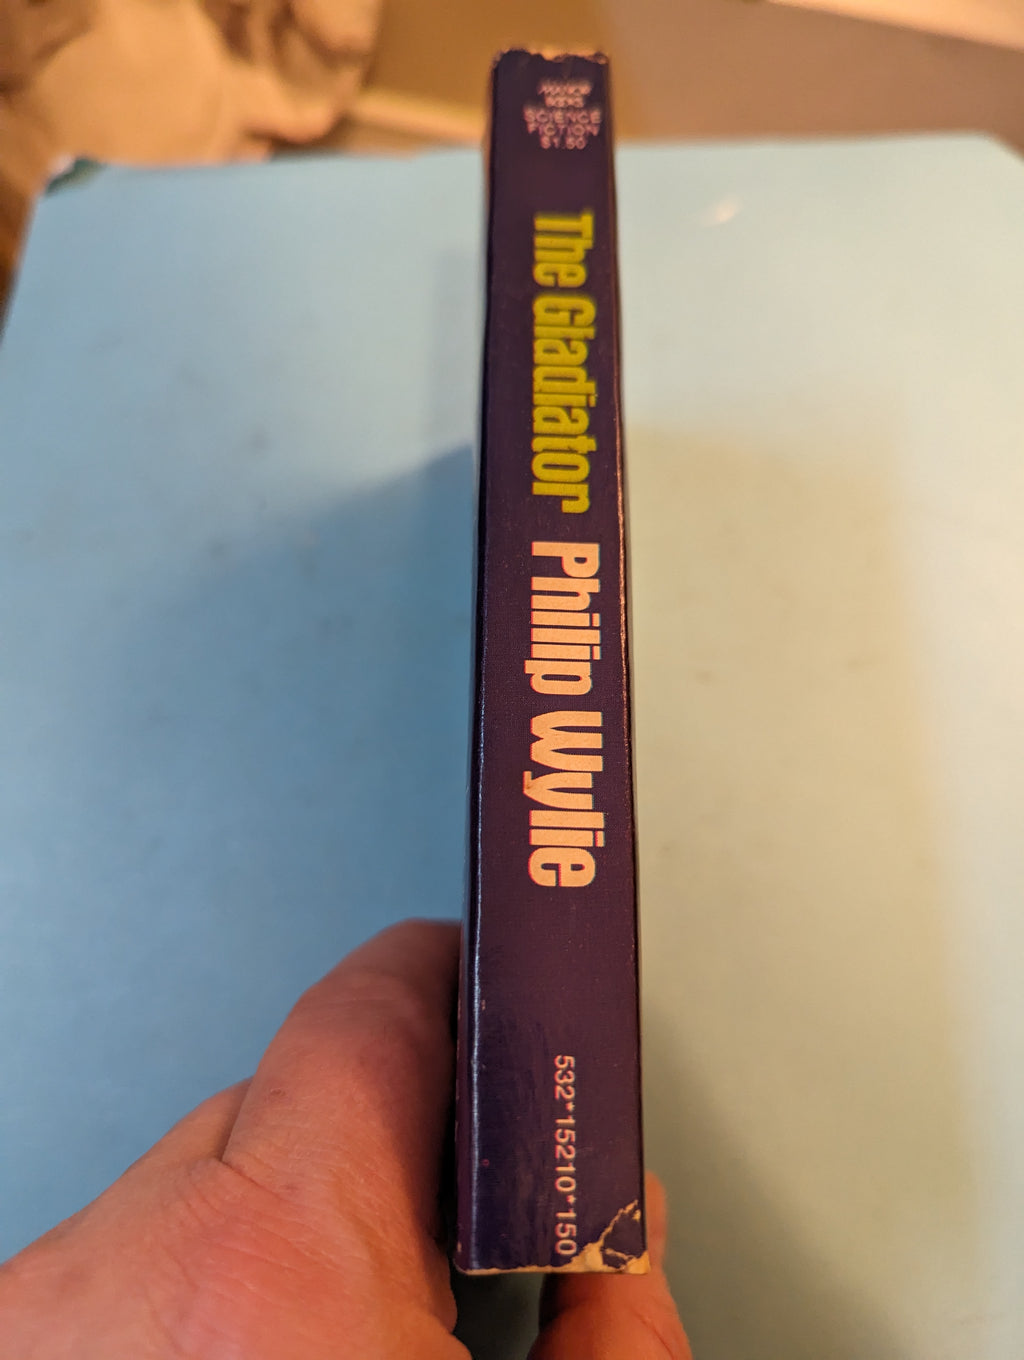 SCIENCE
FICTION
$1.50
The Gladiator Philip Wylie
532*15210*150